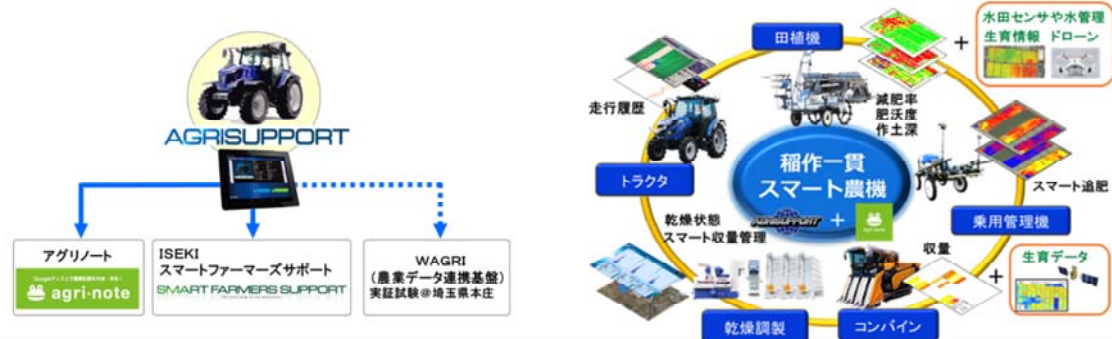 AGRISUPPORT
アグリノート
agri-note
ISEKI
スマートファーマーズサポート
SMART FARMERS SUPPORT
WAGRI
(農業データ連携基盤)
実証試験@埼玉県本庄
田植機
水田センサや水管理
生育情報 ドローン
走行履歴
減肥率
肥沃度
作土深
トラクタ
稲作一貫
スマート農機
AGRISUPPORT + agri-note
スマート追肥
乗用管理機
乾燥状態
スマート収量管理
収量
生育データ
乾燥調製
コンバイン